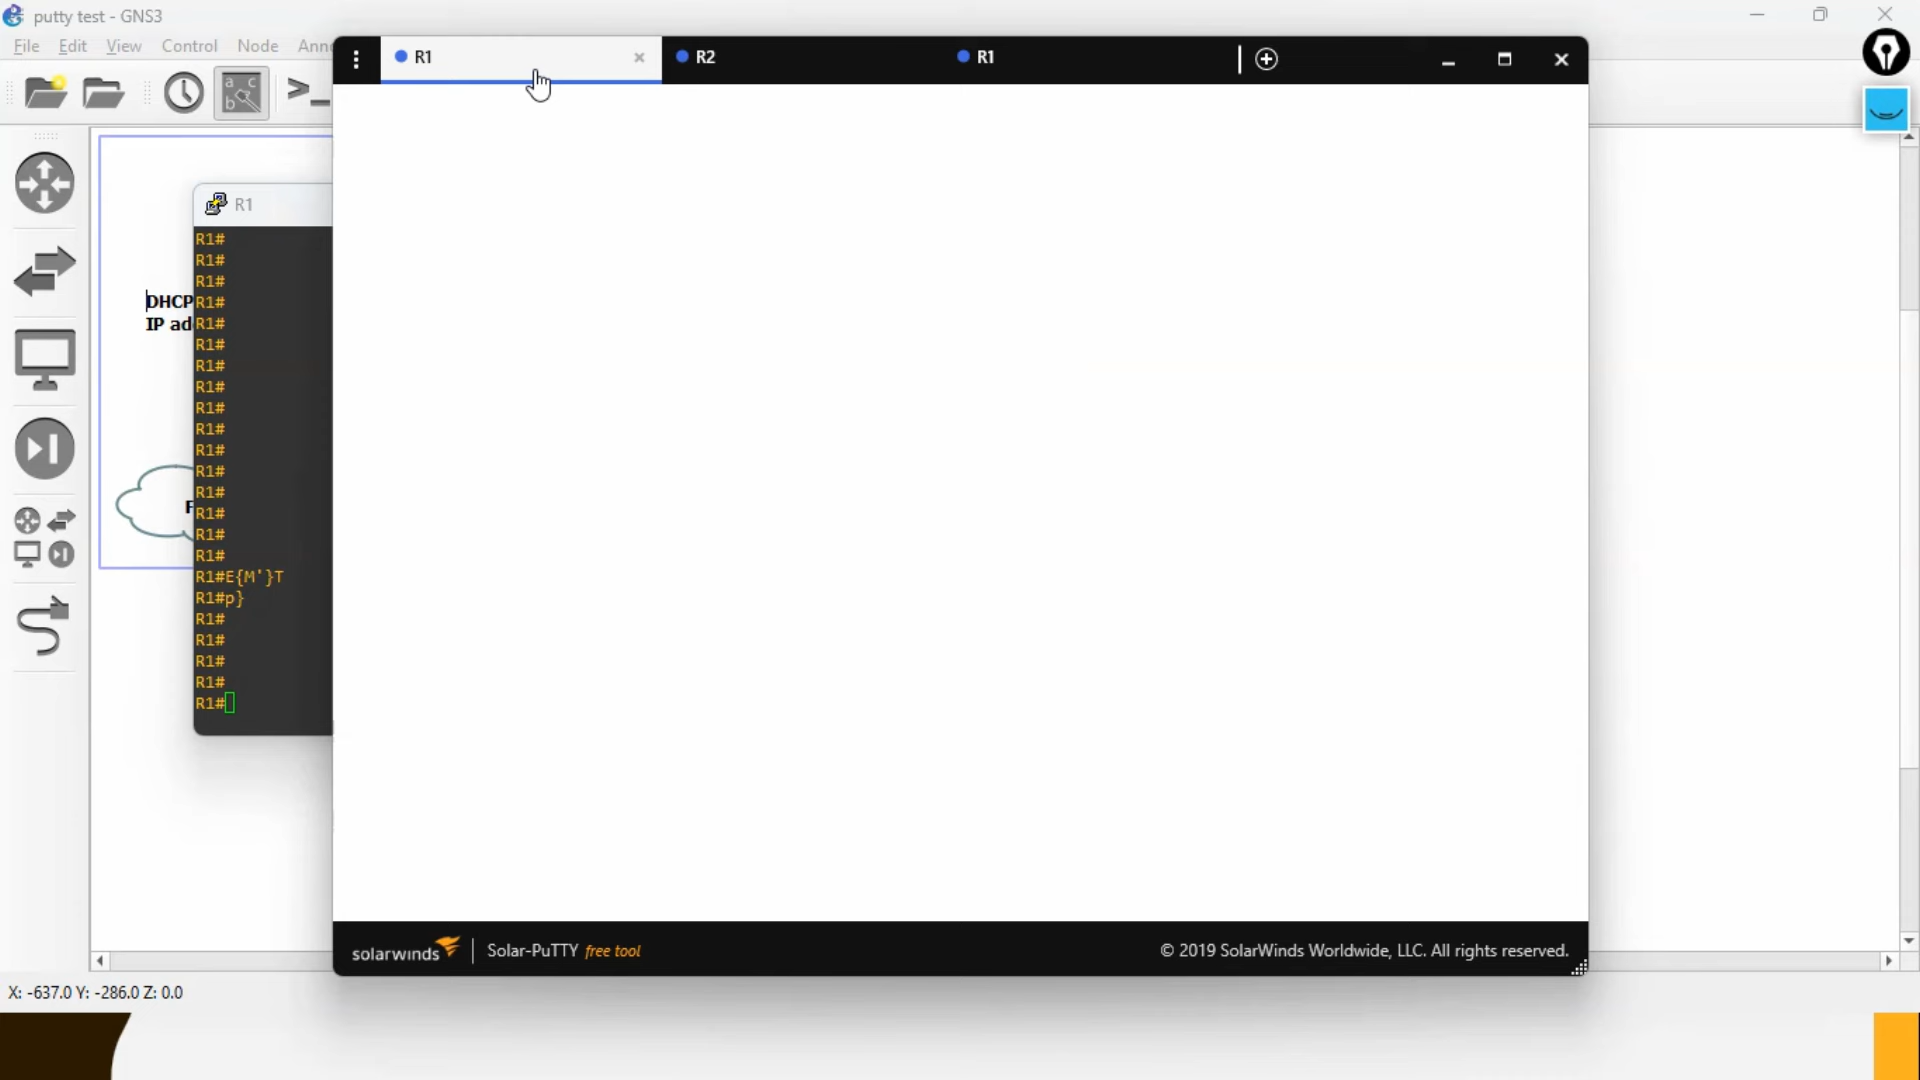 putty test - GNS3
File Edit View Control Node Anno
R1
R2
R1
a c
b
>_
R1
R1#
R1#
R1#
DHCP
R1#
IP ad
R1#
R1#
R1#
R1#
R1#
R1#
R1#
R1#
R1#
F
R1#
R1#
R1#
R1#E{M'}T
R1#p}
R1#
R1#
R1#
R1#
R1#
solarwinds
Solar-PuTTY free tool
© 2019 SolarWinds Worldwide, LLC. All rights reserved.
X: -637.0 Y: -286.0 Z: 0.0